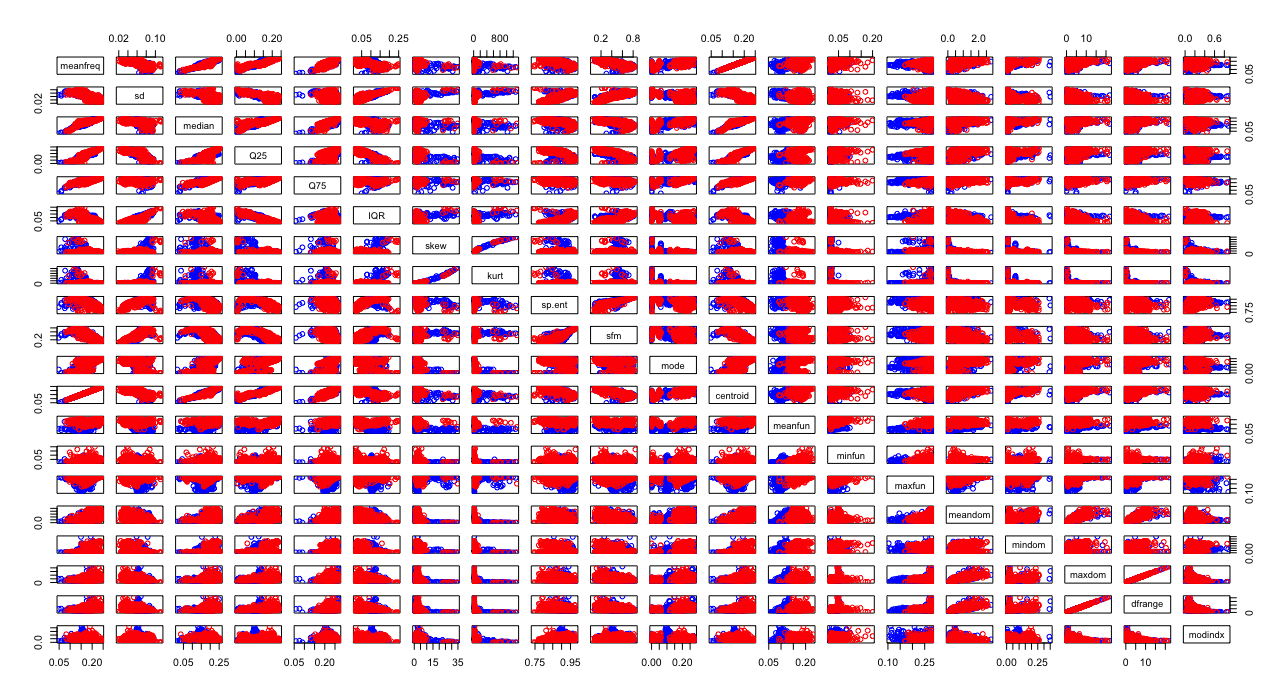 0.02 0.10 0.00 0.20 0.05 0.25 0 800 0.2 0.8 0.05 0.20 0.05 0.20 0.0 2.0 0 10 0.0 0.6
meanfreq 0.05
0.02 sd
median 0.05
0.00 Q25
Q75 0.05
0.05 IQR
skew 0
0 kurt
sp.ent 0.75
0.2 sfm
mode 0.00
0.05 centroid
meanfun 0.05
0.05 minfun
maxfun 0.10
0.0 meandom
mindom 0.00
0 maxdom
dfrange 0
0.0 modindx
0.05 0.20 0.05 0.25 0.05 0.20 0 15 35 0.75 0.95 0.00 0.20 0.05 0.20 0.10 0.25 0.00 0.25 0 10